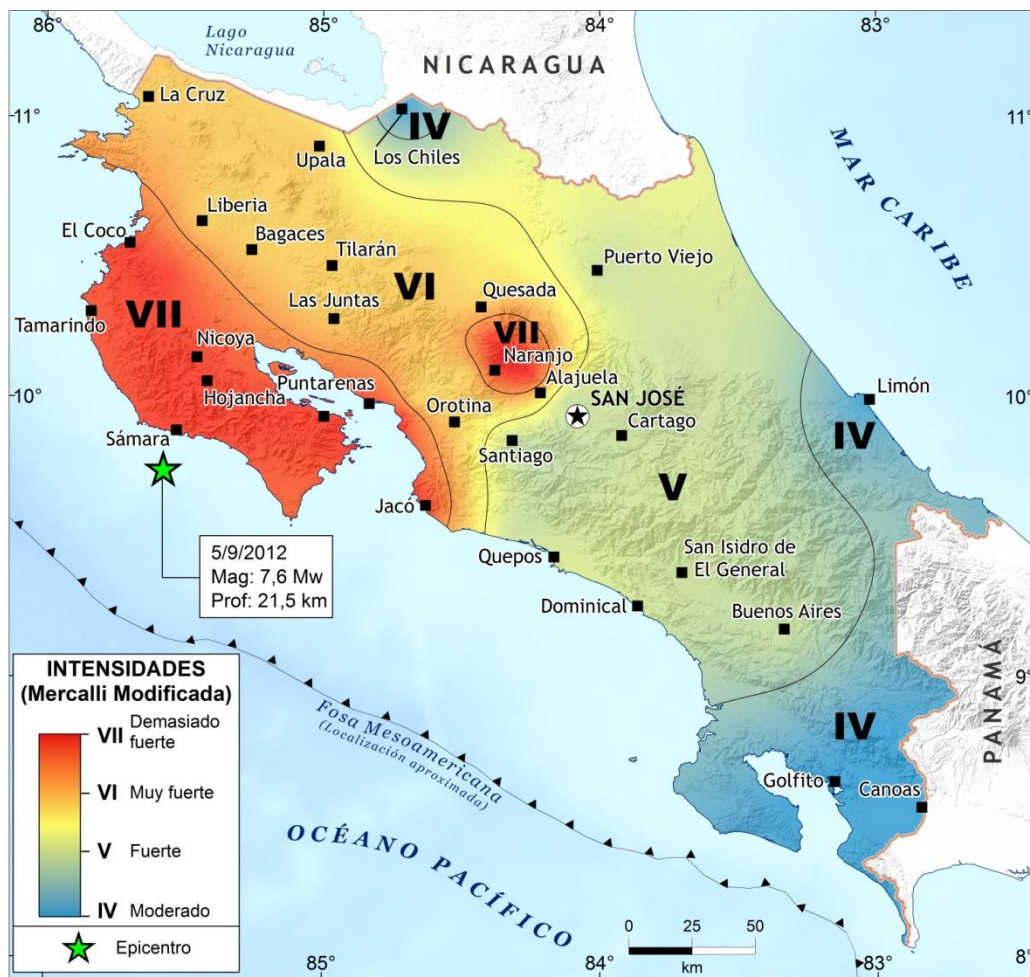 86°
85°
84°
83°
Lago
Nicaragua
NICARAGUA
La Cruz
11°
11°
IV
Los Chiles
Upala
MAR CARIBE
Liberia
El Coco
Bagaces
Tilarán
Puerto Viejo
VI
Quesada
Las Juntas
VII
VII
Tamarindo
Nicoya
Naranjo
Puntarenas
Alajuela
Limón
10°
10°
Hojancha
Orotina
SAN JOSÉ
Cartago
IV
Sámara
Santiago
V
Jacó
5/9/2012
Mag: 7,6 Mw
Prof: 21,5 km
Quepos
San Isidro de
El General
Dominical
Buenos Aires
INTENSIDADES
(Mercalli Modificada)
VII Demasiado
fuerte
VI Muy fuerte
V Fuerte
IV Moderado
Epicentro
9°
PANAMÁ
Fosa Mesoamericana
(Localización aproximada)
IV
Golfito
Canoas
OCÉANO PACÍFICO
0 25 50
km
85°
84°
83°
8°